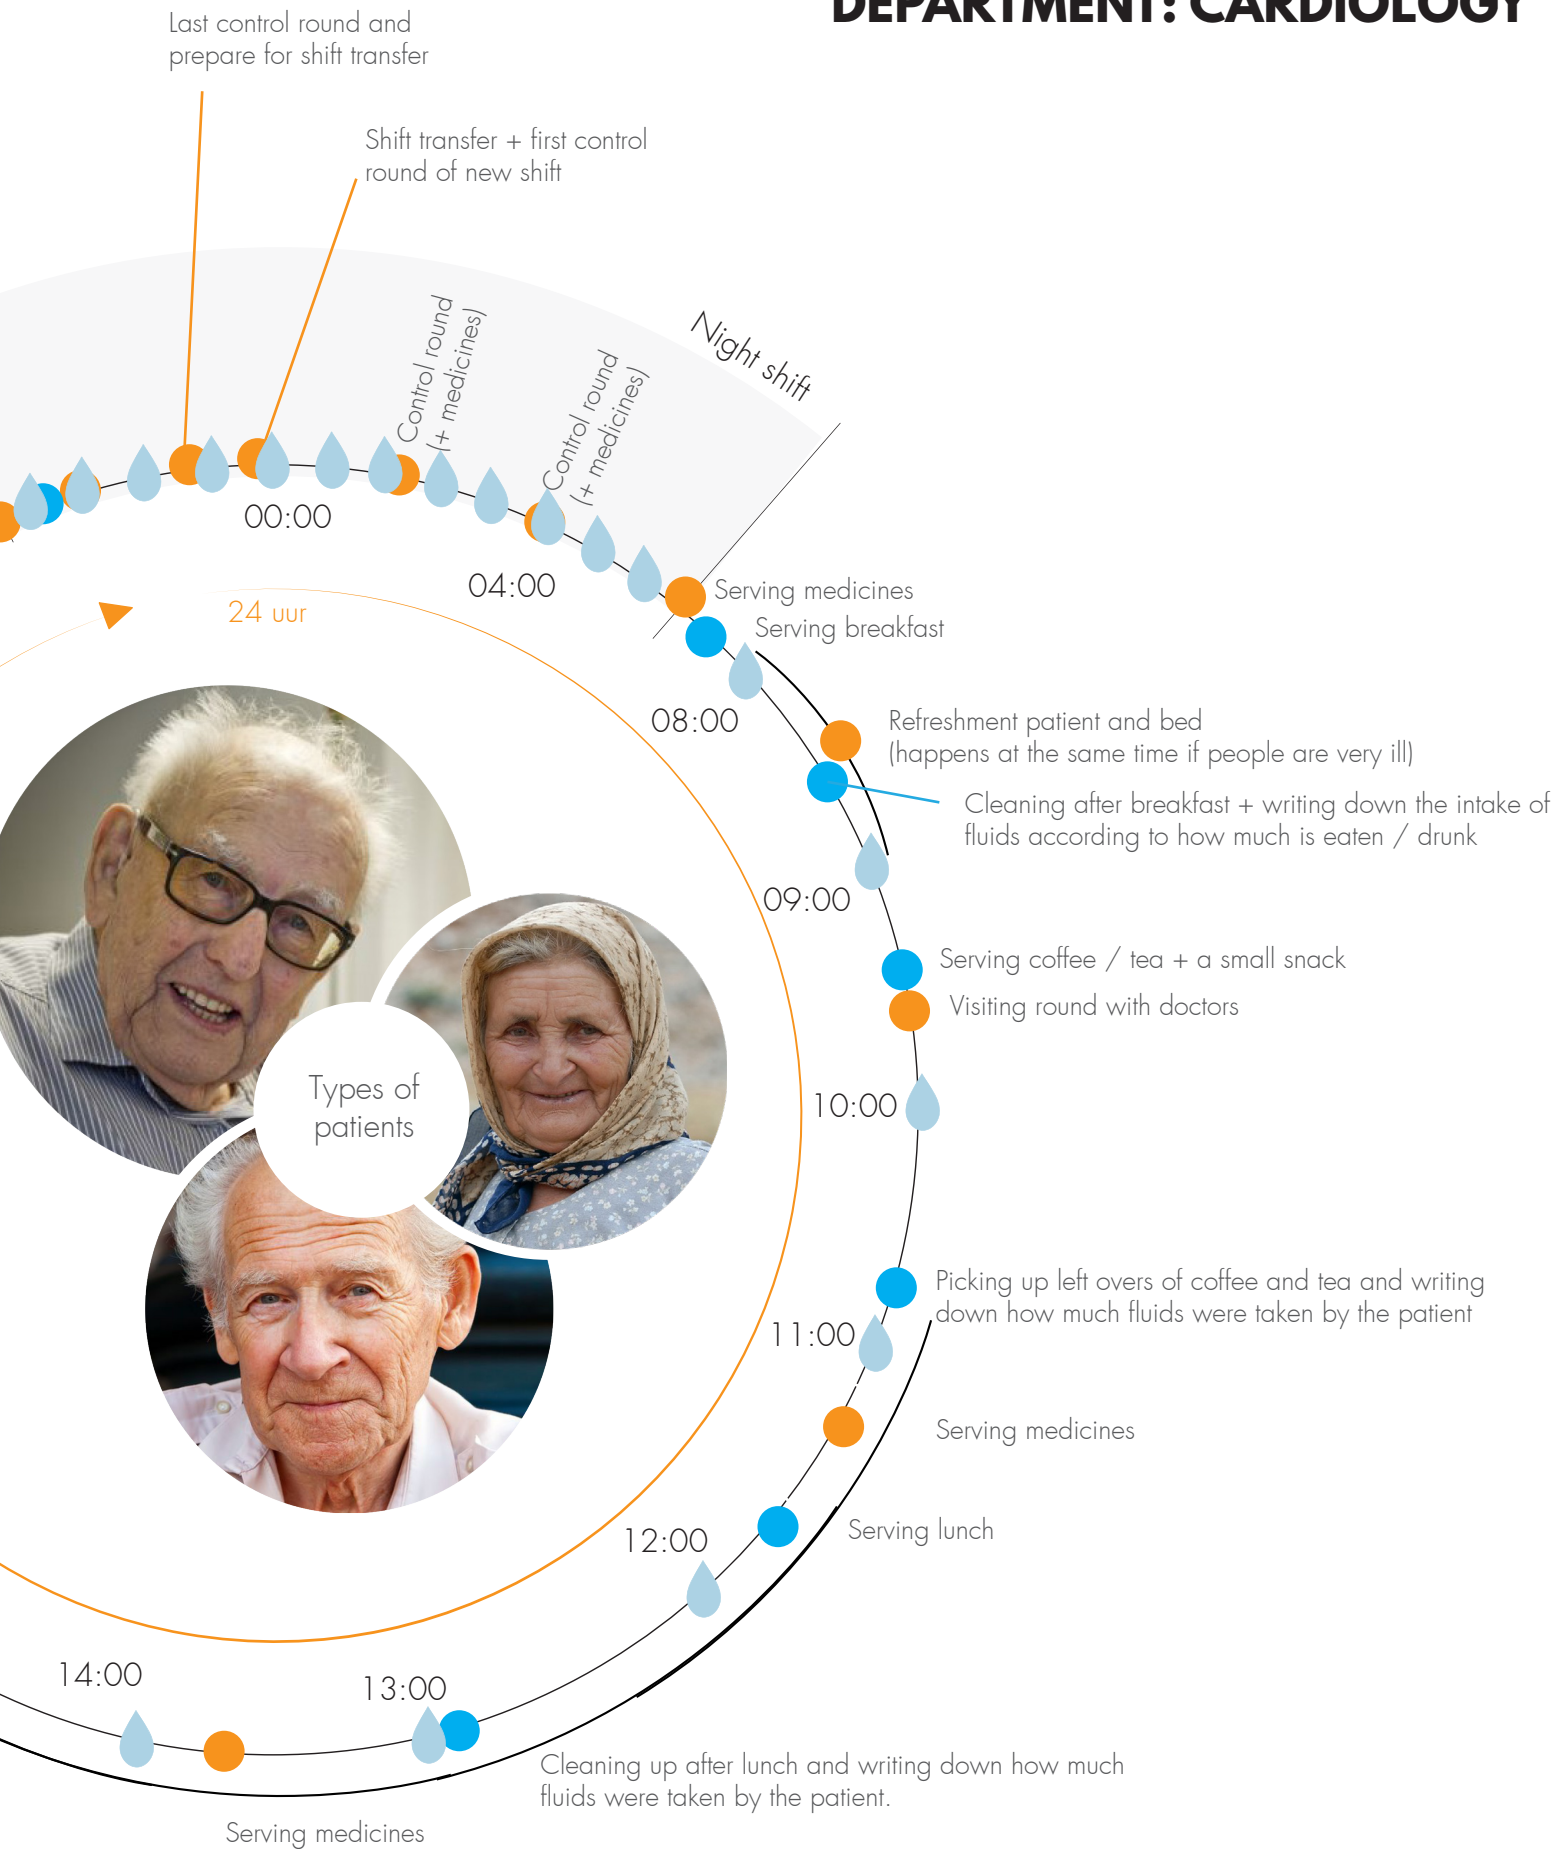 DEPARTMENT: CARDIOLOGY
Last control round and
prepare for shift transfer
Shift transfer + first control
round of new shift
Control round
(+ medicines)
Control round
(+ medicines)
Night shift
00:00
04:00
24 uur
Serving medicines
Serving breakfast
08:00
Refreshment patient and bed
(happens at the same time if people are very ill)
Cleaning after breakfast + writing down the intake of
fluids according to how much is eaten / drunk
09:00
Serving coffee / tea + a small snack
Visiting round with doctors
Types of
patients
10:00
Picking up left overs of coffee and tea and writing
down how much fluids were taken by the patient
11:00
Serving medicines
Serving lunch
12:00
13:00
14:00
Cleaning up after lunch and writing down how much
fluids were taken by the patient.
Serving medicines